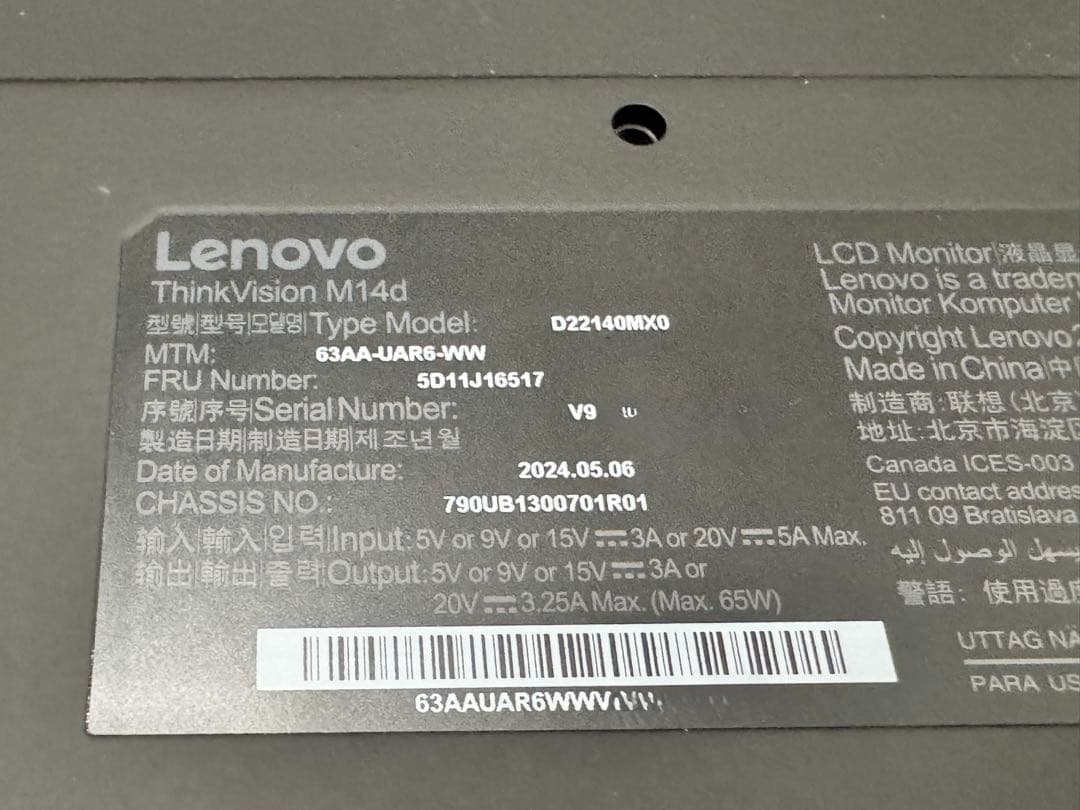 Lenovo
ThinkVision M14d
型號|型号|모델명|Type Model: D22140MX0
MTM: 63AA-UAR6-WW
FRU Number: 5D11J16517
序號|序号|Serial Number: V9
製造日期|制造日期|제조년월
Date of Manufacture: 2024.05.06
CHASSIS NO.: 790UB1300701R01
输入|輸入|입력|Input: 5V or 9V or 15V ⎓ 3A or 20V ⎓ 5A Max.
输出|輸出|출력|Output: 5V or 9V or 15V ⎓ 3A or
20V ⎓ 3.25A Max. (Max. 65W)
63AAUAR6WWV
LCD Monitor|液晶
Lenovo is a
Monitor Komputer
Copyright Lenovo
Made in China|中
制造商: 联想 (北京
地址: 北京市海淀
Canada ICES-003
EU contact
811 09 Bratislava
الوصول إليه
警語: 使用過
UTTAG
PARA